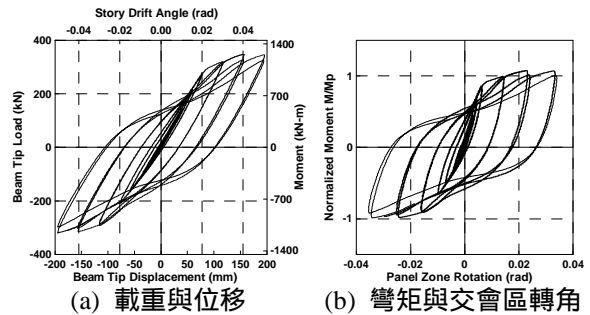 Story Drift Angle (rad)
-0.04 -0.02 0.00 0.02 0.04
400 200 0 -200 -400
Beam Tip Load (kN)
1400 700 0 -700 -1400
Moment (kN-m)
-200 -150 -100 -50 0 50 100 150 200
Beam Tip Displacement (mm)
(a) 載重與位移
1 0 -1
Normalized Moment M/Mp
-0.04 -0.02 0 0.02 0.04
Panel Zone Rotation (rad)
(b) 彎矩與交會區轉角